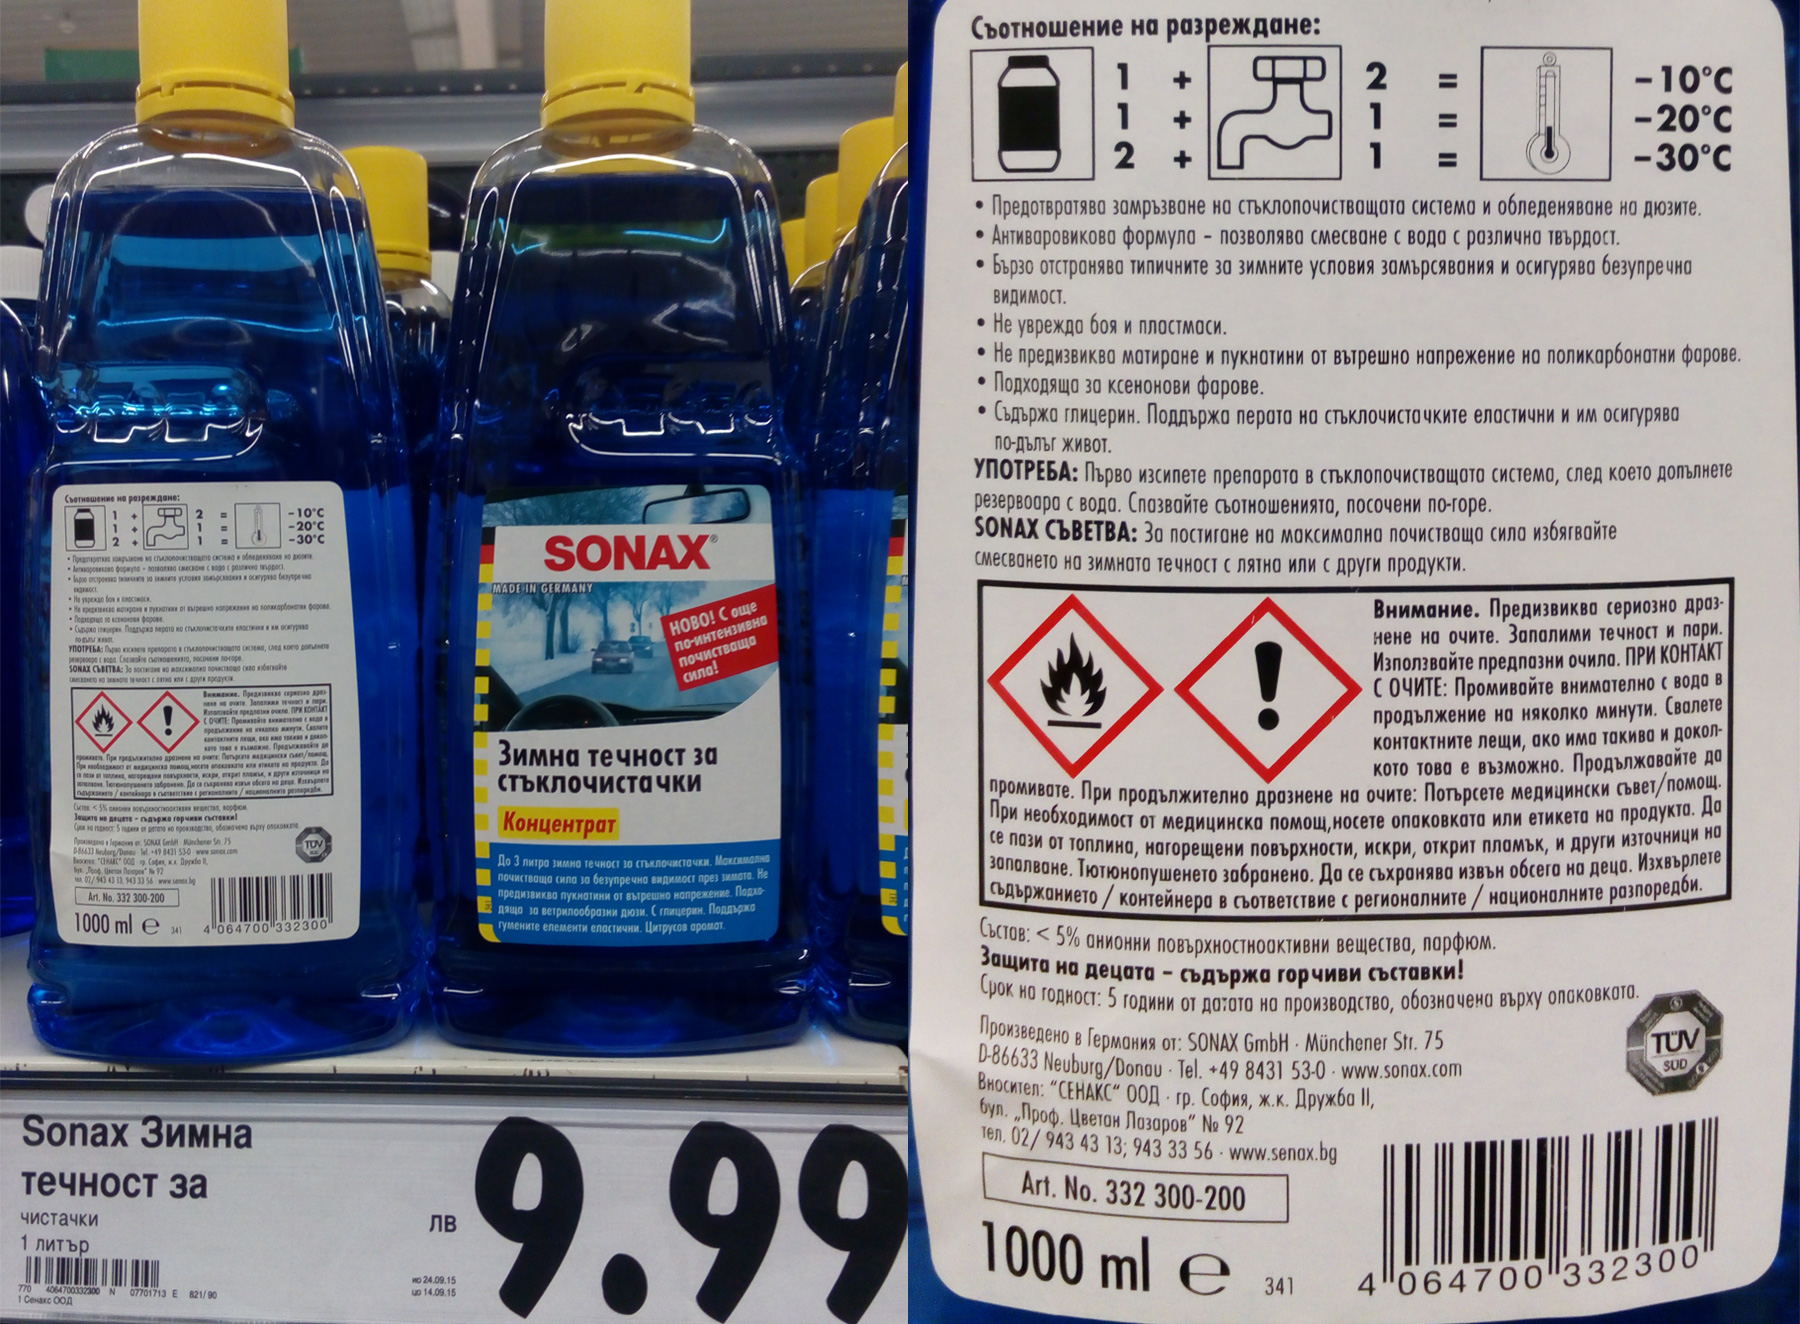 SONAX®
MADE IN GERMANY
НОВО! С още
по-интензивна
почистваща
сила!
Зимна течност за
стъклочистачки
Концентрат
До 3 литра зимна течност за стъклочистачки. Максимална
почистваща сила за безупречна видимост през зимата. Не
предизвиква пукнатини от вътрешно напрежение. Подхо-
дяща за ветрилообразни дюзи. С глицерин. Поддържа
гумените елементи еластични. Цитрусов аромат.
Sonax Зимна
течност за
чистачки
1 литър
лв
9.99
770 4064700332300 N 07701713 E 821/90
1 Сенакс ООД
ио 24.09.15
цо 14.09.15
Съотношение на разреждане:
1 + 2 = -10°C
1 + 1 = -20°C
2 + 1 = -30°C
• Предотвратява замръзване на стъклопочистващата система и обледеняване на дюзите.
• Антиваровикова формула – позволява смесване с вода с различна твърдост.
• Бързо отстранява типичните за зимните условия замърсявания и осигурява безупречна
видимост.
• Не уврежда боя и пластмаси.
• Не предизвиква матиране и пукнатини от вътрешно напрежение на поликарбонатни фарове.
• Подходяща за ксенонови фарове.
• Съдържа глицерин. Поддържа перата на стъклочистачките еластични и им осигурява
по-дълъг живот.
УПОТРЕБА: Първо изсипете препарата в стъклопочистващата система, след което допълнете
резервоара с вода. Спазвайте съотношенията, посочени по-горе.
SONAX СЪВЕТВА: За постигане на максимална почистваща сила избягвайте
смесването на зимната течност с лятна или с други продукти.
Внимание. Предизвиква сериозно драз-
нене на очите. Запалими течност и пари.
Използвайте предпазни очила. ПРИ КОНТАКТ
С ОЧИТЕ: Промивайте внимателно с вода в
продължение на няколко минути. Свалете
контактните лещи, ако има такива и докол-
кото това е възможно. Продължавайте да
промивате. При продължително дразнене на очите: Потърсете медицински съвет/помощ.
При необходимост от медицинска помощ,носете опаковката или етикета на продукта. Да
се пази от топлина, нагорещени повърхности, искри, открит пламък, и други източници на
запалване. Тютюнопушенето забранено. Да се съхранява извън обсега на деца. Изхвърлете
съдържанието / контейнера в съответствие с регионалните / националните разпоредби.
Състав: < 5% анионни повърхностноактивни вещества, парфюм.
Защита на децата – съдържа горчиви съставки!
Срок на годност: 5 години от датата на производство, обозначена върху опаковката.
Произведено в Германия от: SONAX GmbH · Münchener Str. 75
D-86633 Neuburg/Donau · Tel. +49 8431 53-0 · www.sonax.com
Вносител: "СЕНАКС" ООД · гр. София, ж.к. Дружба II,
бул. „Проф. Цветан Лазаров" № 92
тел. 02/ 943 43 13; 943 33 56 · www.senax.bg
TÜV
SÜD
Art. No. 332 300-200
1000 ml ℮
341
4 064700 332300